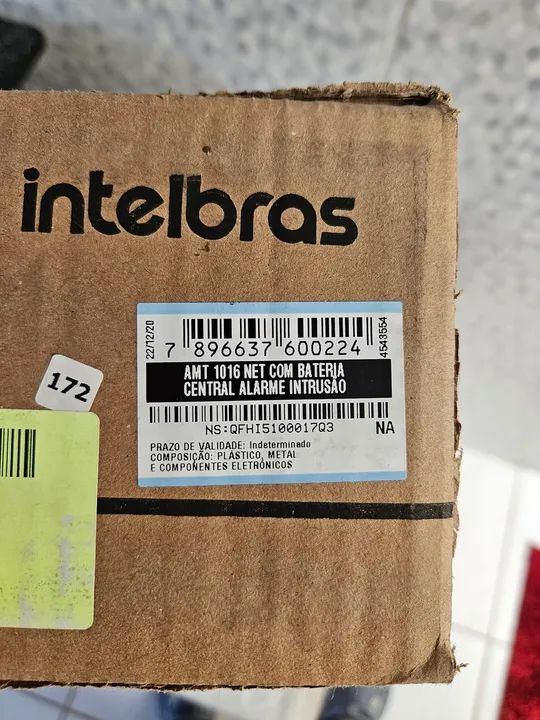 intelbras
22/12/20
7 896637 600224
4543554
AMT 1016 NET COM BATERIA
CENTRAL ALARME INTRUSÃO
NS:QFHI5100017Q3 NA
PRAZO DE VALIDADE: Indeterminado
COMPOSIÇÃO: PLÁSTICO, METAL
E COMPONENTES ELETRÔNICOS
172